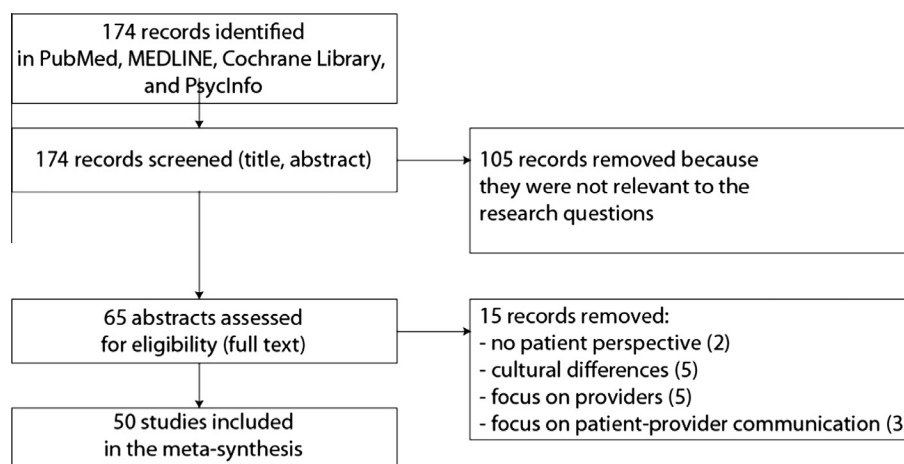 174 records identified
in PubMed, MEDLINE, Cochrane Library,
and PsycInfo
174 records screened (title, abstract)
105 records removed because
they were not relevant to the
research questions
65 abstracts assessed
for eligibility (full text)
15 records removed:
- no patient perspective (2)
- cultural differences (5)
- focus on providers (5)
- focus on patient-provider communication (3
50 studies included
in the meta-synthesis